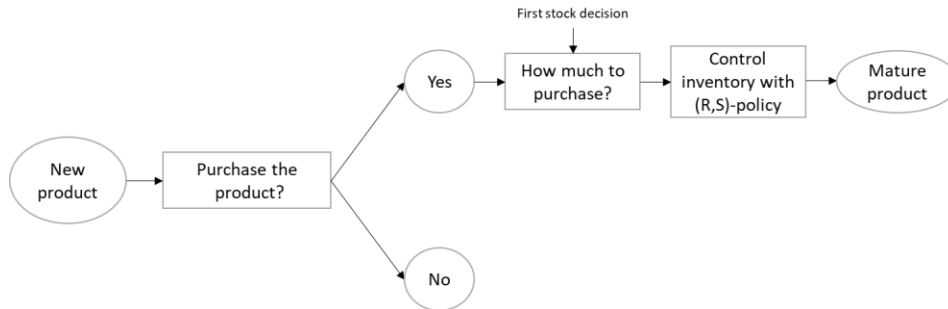 First stock decision
Yes
How much to
purchase?
Control
inventory with
(R,S)-policy
Mature
product
New
product
Purchase the
product?
No